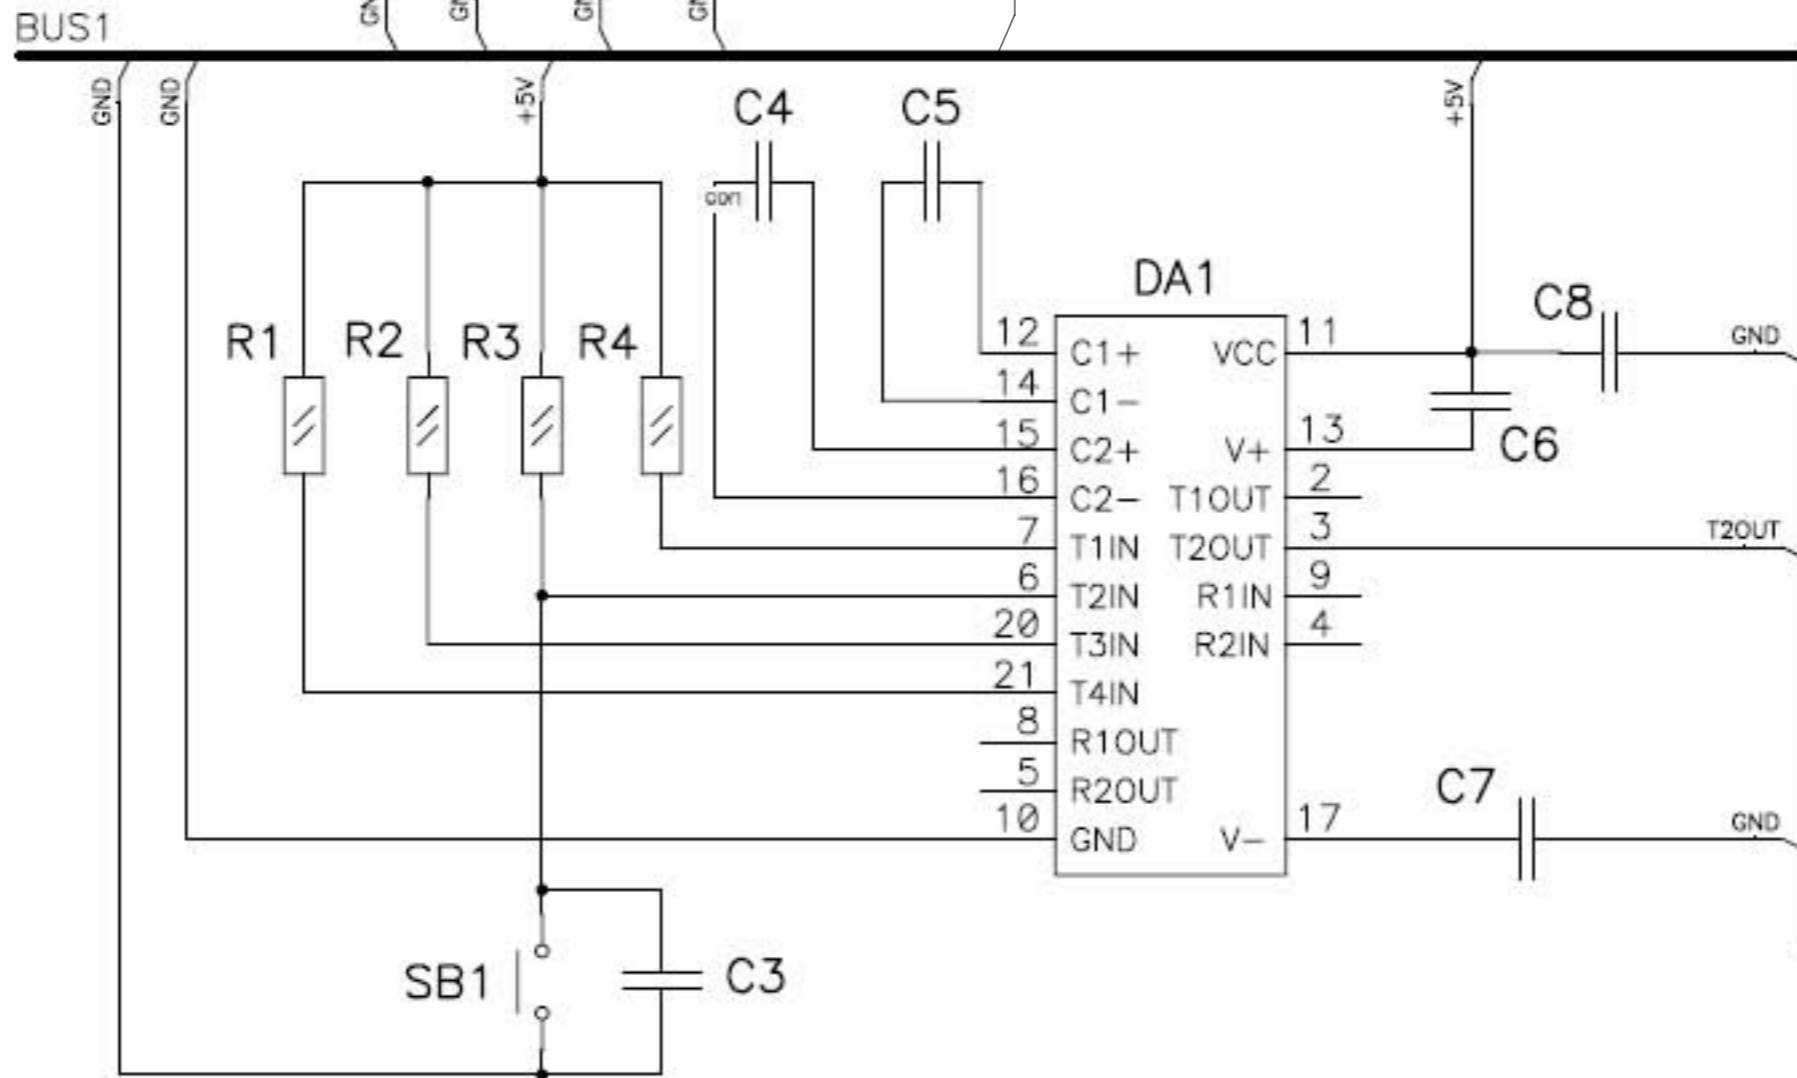 BUS1
GND
GND
+5V
+5V
C4
C5
con
DA1
C8
R1
R2
R3
R4
12
C1+
VCC
11
GND
14
C1-
15
C2+
V+
13
C6
16
C2-
T1OUT
2
7
T1IN
T2OUT
3
T2OUT
6
T2IN
R1IN
9
20
T3IN
R2IN
4
21
T4IN
8
R1OUT
5
R2OUT
C7
10
GND
V-
17
GND
SB1
C3